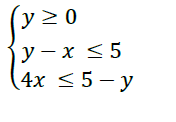 y ≥ 0
y − x ≤ 5
4x ≤ 5 − y